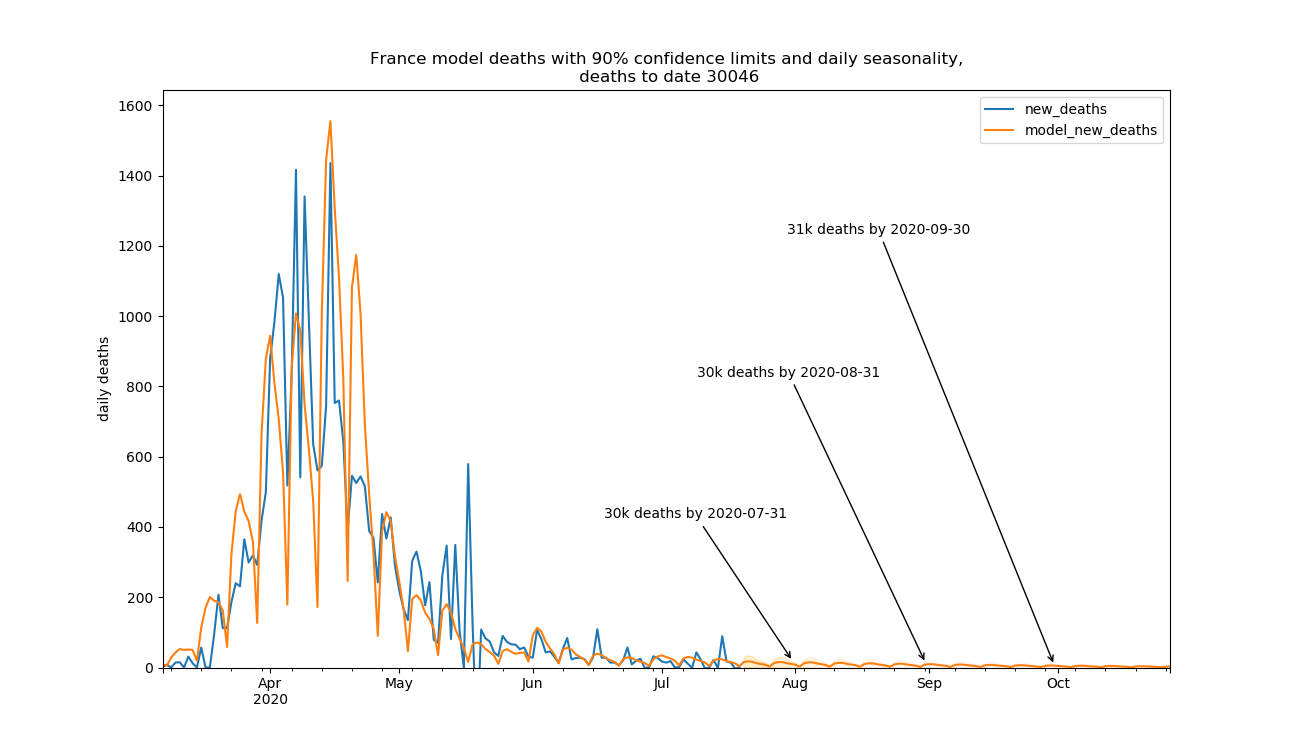 France model deaths with 90% confidence limits and daily seasonality,
deaths to date 30046
new_deaths
model_new_deaths
1600
1400
1200
1000
800
600
400
200
0
daily deaths
31k deaths by 2020-09-30
30k deaths by 2020-08-31
30k deaths by 2020-07-31
Apr
2020
May
Jun
Jul
Aug
Sep
Oct